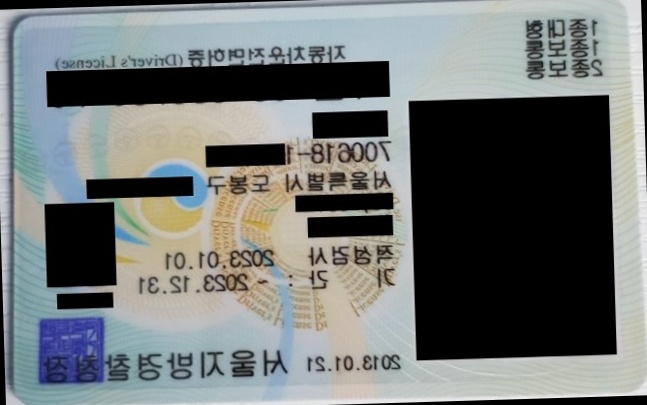 1종대형
1종보통
2종보통
자동차운전면허증 (Driver's License)
700618-1
서울특별시 도봉구
적성검사 2023.01.01
기 간 : ~ 2023.12.31
2013.01.21 서울지방경찰청장